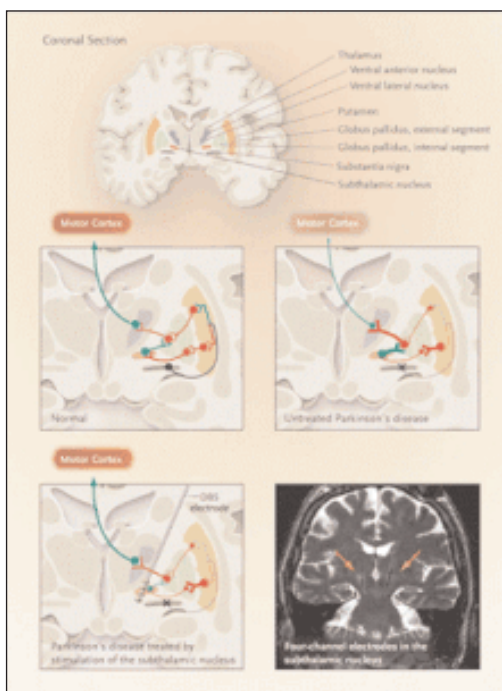 Coronal Section
Thalamus
Ventral anterior nucleus
Ventral lateral nucleus
Putamen
Globus pallidus, external segment
Globus pallidus, internal segment
Substantia nigra
Subthalamic nucleus
Motor Cortex
Motor Cortex
Normal
Untreated Parkinson's disease
Motor Cortex
DBS
electrode
Parkinson's disease treated by
stimulation of the subthalamic nucleus
Four-channel electrodes in the
subthalamic nucleus